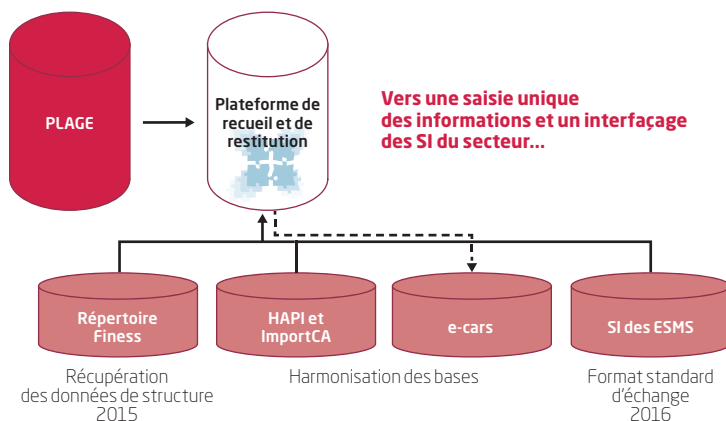 PLAGE
Plateforme de
recueil et de
restitution
Vers une saisie unique
des informations et un interfaçage
des SI du secteur...
Répertoire
Finess
HAPI et
ImportCA
e-cars
SI des ESMS
Récupération
des données de structure
2015
Harmonisation des bases
Format standard
d'échange
2016